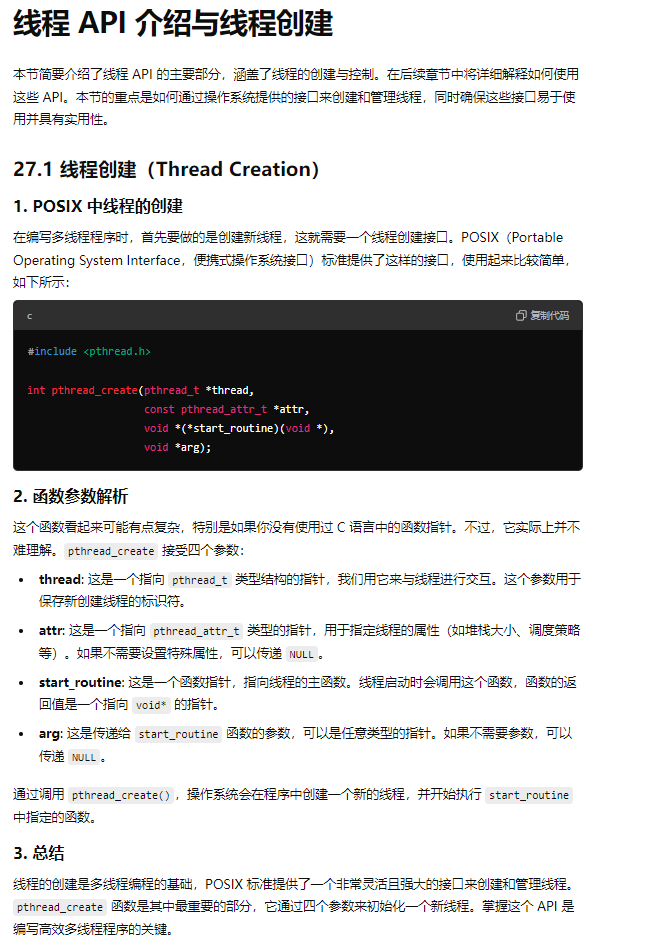 线程 API 介绍与线程创建
本节简要介绍了线程 API 的主要部分，涵盖了线程的创建与控制。在后续章节中将详细解释如何使用
这些 API。本节的重点是如何通过操作系统提供的接口来创建和管理线程，同时确保这些接口易于使
用并具有实用性。
27.1 线程创建（Thread Creation）
1. POSIX 中线程的创建
在编写多线程程序时，首先要做的是创建新线程，这就需要一个线程创建接口。POSIX（Portable
Operating System Interface，便携式操作系统接口）标准提供了这样的接口，使用起来比较简单，
如下所示：
c
复制代码
#include <pthread.h>
int pthread_create(pthread_t *thread,
const pthread_attr_t *attr,
void *(*start_routine)(void *),
void *arg);
2. 函数参数解析
这个函数看起来可能有点复杂，特别是如果你没有使用过 C 语言中的函数指针。不过，它实际上并不
难理解。pthread_create 接受四个参数：
• thread: 这是一个指向 pthread_t 类型结构的指针，我们用它来与线程进行交互。这个参数用于
保存新创建线程的标识符。
• attr: 这是一个指向 pthread_attr_t 类型的指针，用于指定线程的属性（如堆栈大小、调度策略
等）。如果不需要设置特殊属性，可以传递 NULL 。
• start_routine: 这是一个函数指针，指向线程的主函数。线程启动时会调用这个函数，函数的返
回值是一个指向 void* 的指针。
• arg: 这是传递给 start_routine 函数的参数，可以是任意类型的指针。如果不需要参数，可以
传递 NULL 。
通过调用 pthread_create() ，操作系统会在程序中创建一个新的线程，并开始执行 start_routine
中指定的函数。
3. 总结
线程的创建是多线程编程的基础，POSIX 标准提供了一个非常灵活且强大的接口来创建和管理线程。
pthread_create 函数是其中最重要的部分，它通过四个参数来初始化一个新线程。掌握这个 API 是
编写高效多线程程序的关键。